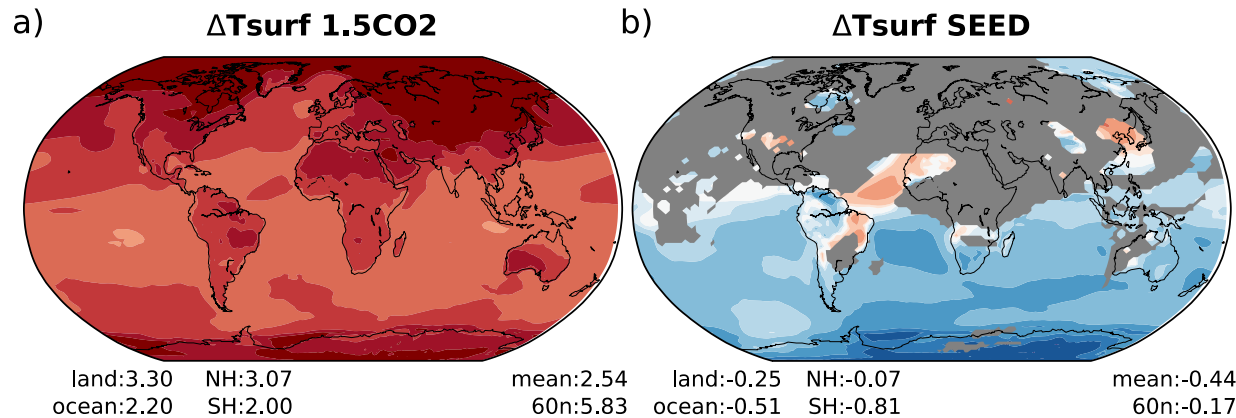 a)
ΔTsurf 1.5CO2
land:3.30 NH:3.07 mean:2.54
ocean:2.20 SH:2.00 60n:5.83
b)
ΔTsurf SEED
land:-0.25 NH:-0.07 mean:-0.44
ocean:-0.51 SH:-0.81 60n:-0.17